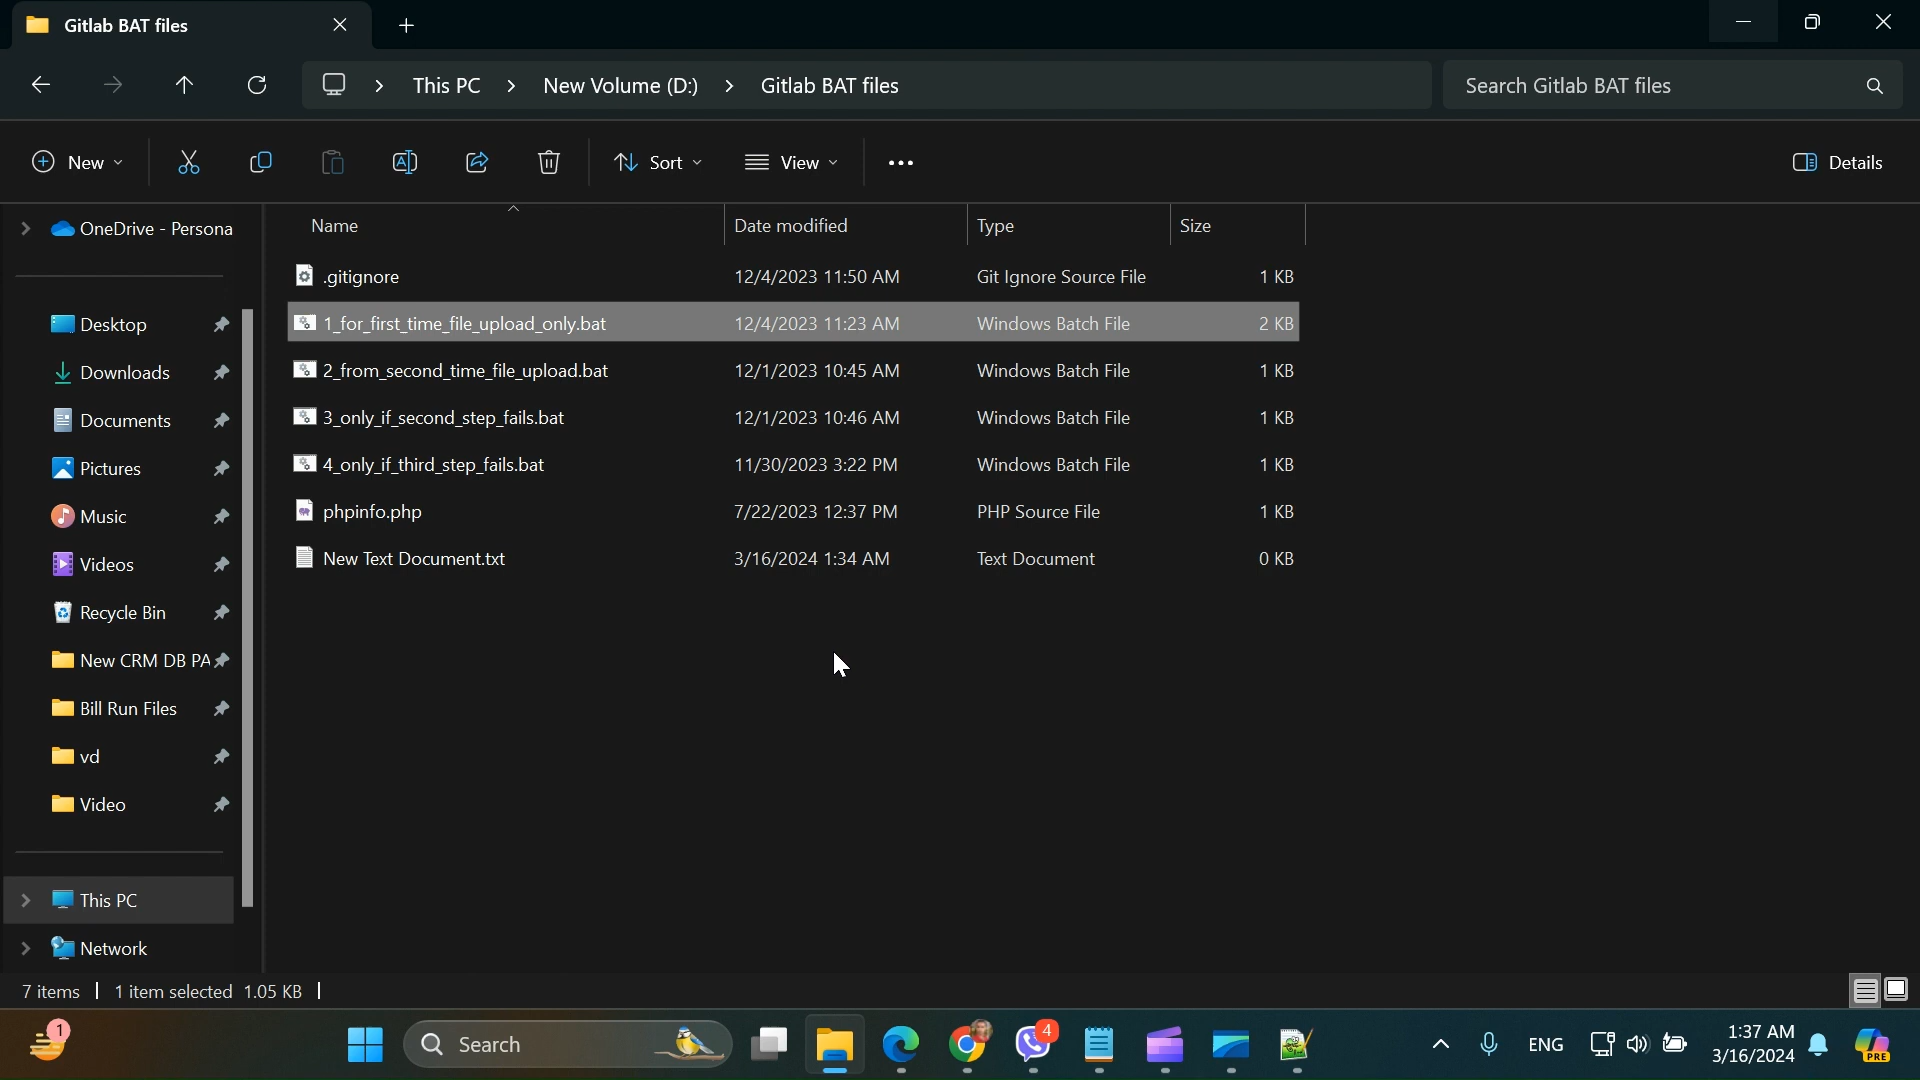 Gitlab BAT files
This PC > New Volume (D:) > Gitlab BAT files
Search Gitlab BAT files
New
Sort
View
Details
OneDrive - Persona
Desktop
Downloads
Documents
Pictures
Music
Videos
Recycle Bin
New CRM DB PA
Bill Run Files
vd
Video
This PC
Network
Name Date modified Type Size
.gitignore 12/4/2023 11:50 AM Git Ignore Source File 1 KB
1_for_first_time_file_upload_only.bat 12/4/2023 11:23 AM Windows Batch File 2 KB
2_from_second_time_file_upload.bat 12/1/2023 10:45 AM Windows Batch File 1 KB
3_only_if_second_step_fails.bat 12/1/2023 10:46 AM Windows Batch File 1 KB
4_only_if_third_step_fails.bat 11/30/2023 3:22 PM Windows Batch File 1 KB
phpinfo.php 7/22/2023 12:37 PM PHP Source File 1 KB
New Text Document.txt 3/16/2024 1:34 AM Text Document 0 KB
7 items 1 item selected 1.05 KB
1
Search
4
ENG
1:37 AM
3/16/2024
PRE